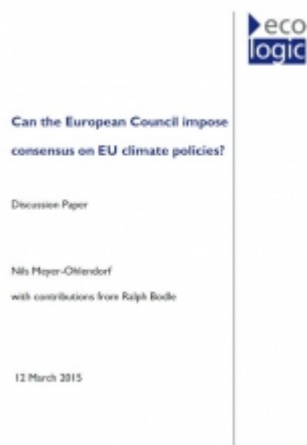 eco
logic
Can the European Council impose
consensus on EU climate policies?
Discussion Paper
Nils Meyer-Ohlendorf
with contributions from Ralph Bodle
12 March 2015